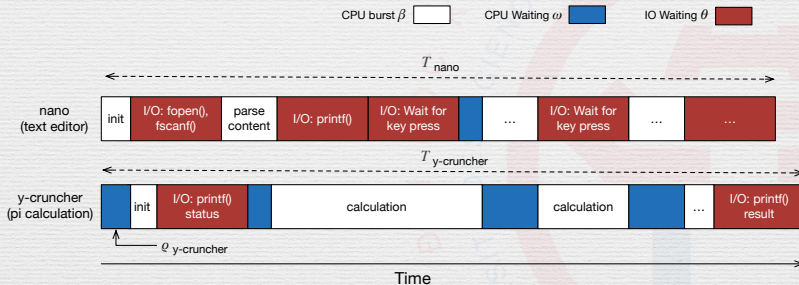 CPU burst β
CPU Waiting ω
IO Waiting θ
T nano
nano
(text editor)
init
I/O: fopen(),
fscanf()
parse
content
I/O: printf()
I/O: Wait for
key press
...
I/O: Wait for
key press
...
...
T y-cruncher
y-cruncher
(pi calculation)
init
I/O: printf()
status
calculation
calculation
...
I/O: printf()
result
ϱ y-cruncher
Time